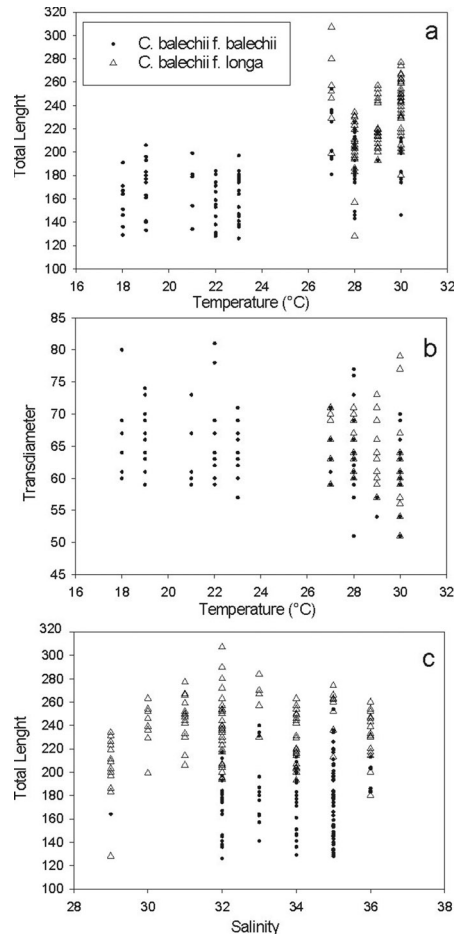 a
C. balechii f. balechii
C. balechii f. longa
320
300
280
260
240
220
200
180
160
140
120
100
Total Lenght
16 18 20 22 24 26 28 30 32
Temperature (°C)
b
85
80
75
70
65
60
55
50
45
Transdiameter
16 18 20 22 24 26 28 30 32
Temperature (°C)
c
320
300
280
260
240
220
200
180
160
140
120
100
Total Lenght
28 30 32 34 36 38
Salinity